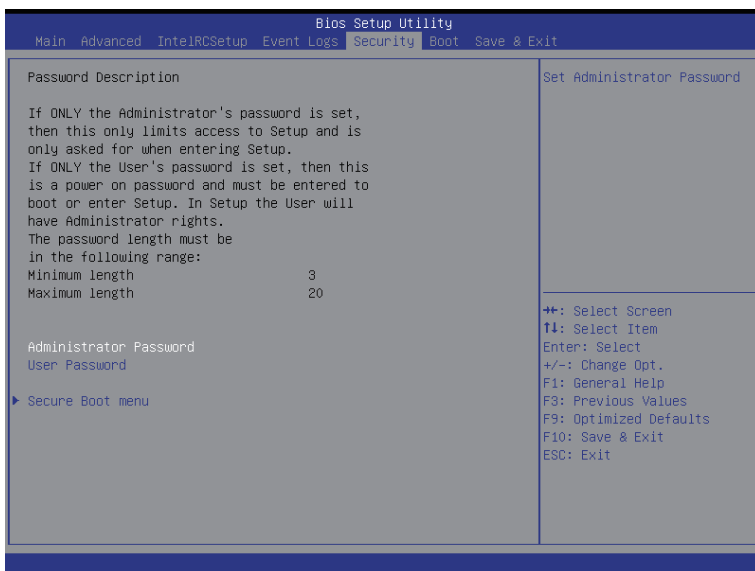 Bios Setup Utility
Main Advanced IntelRCSetup Event Logs Security Boot Save & Exit
Password Description
If ONLY the Administrator's password is set,
then this only limits access to Setup and is
only asked for when entering Setup.
If ONLY the User's password is set, then this
is a power on password and must be entered to
boot or enter Setup. In Setup the User will
have Administrator rights.
The password length must be
in the following range:
Minimum length 3
Maximum length 20
Administrator Password
User Password
Secure Boot menu
Set Administrator Password
→←: Select Screen
↑↓: Select Item
Enter: Select
+/-: Change Opt.
F1: General Help
F3: Previous Values
F9: Optimized Defaults
F10: Save & Exit
ESC: Exit